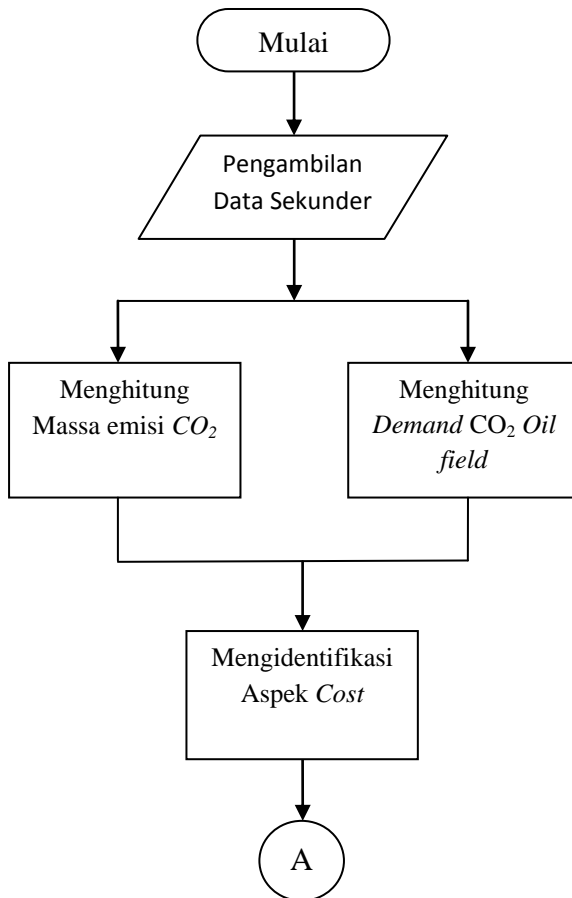 Mulai
Pengambilan
Data Sekunder
Menghitung
Massa emisi CO₂
Menghitung
Demand CO₂ Oil
field
Mengidentifikasi
Aspek Cost
A